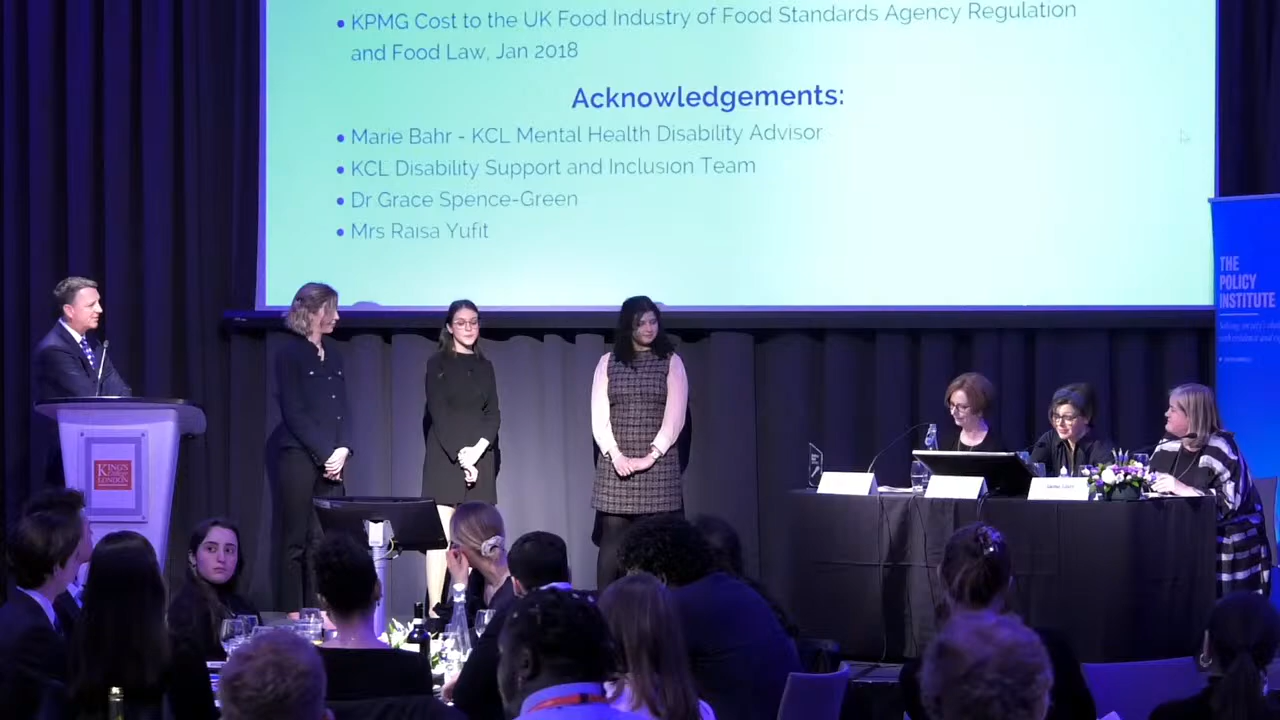 • KPMG Cost to the UK Food Industry of Food Standards Agency Regulation
and Food Law, Jan 2018
Acknowledgements:
• Marie Bahr - KCL Mental Health Disability Advisor
• KCL Disability Support and Inclusion Team
• Dr Grace Spence-Green
• Mrs Raisa Yufit
THE
POLICY
INSTITUTE
KING'S
College
LONDON